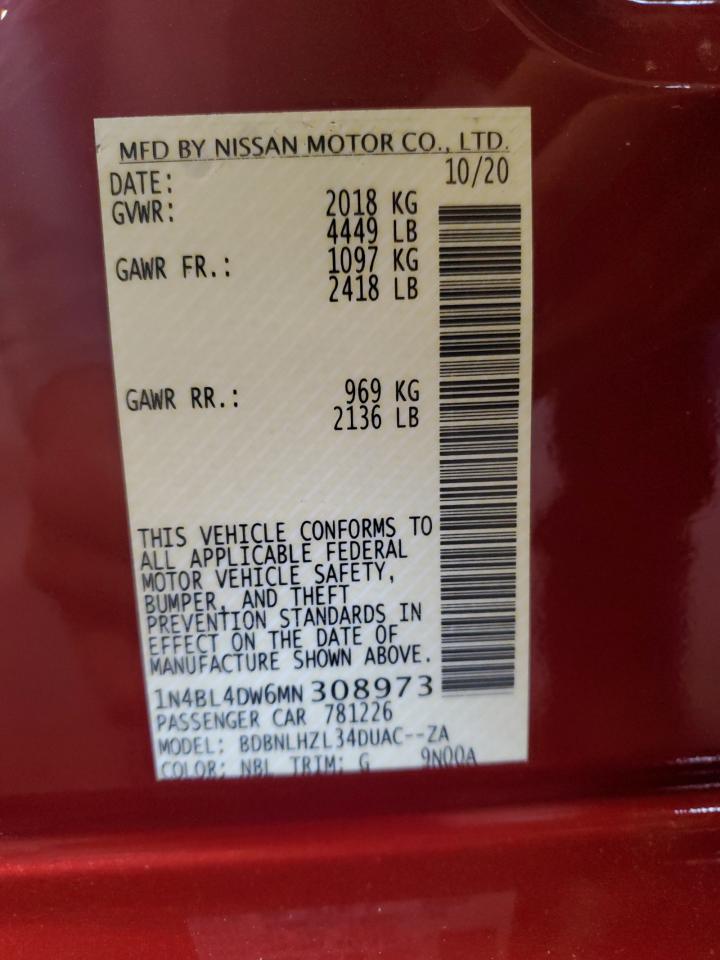 MFD BY NISSAN MOTOR CO., LTD.
DATE: 10/20
GVWR: 2018 KG
4449 LB
GAWR FR.: 1097 KG
2418 LB
GAWR RR.: 969 KG
2136 LB
THIS VEHICLE CONFORMS TO
ALL APPLICABLE FEDERAL
MOTOR VEHICLE SAFETY,
BUMPER, AND THEFT
PREVENTION STANDARDS IN
EFFECT ON THE DATE OF
MANUFACTURE SHOWN ABOVE.
1N4BL4DW6MN308973
PASSENGER CAR 781226
MODEL: BDBNLHZL34DUAC--ZA
COLOR: NBL TRIM: G 9N00A